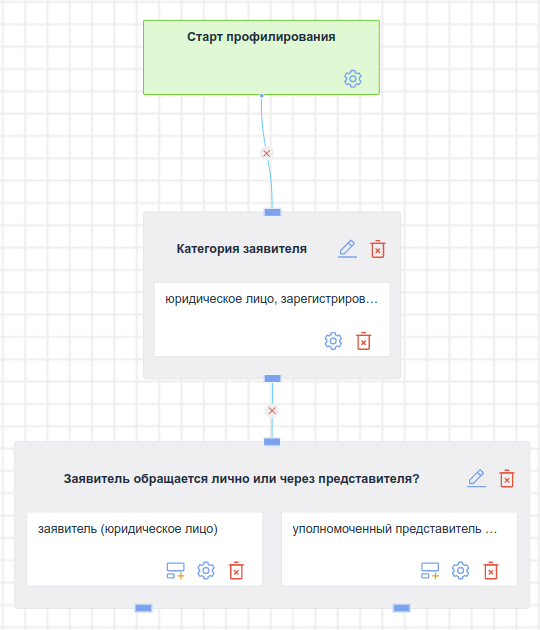 Старт профилирования
Категория заявителя
юридическое лицо, зарегистриров…
Заявитель обращается лично или через представителя?
заявитель (юридическое лицо)
уполномоченный представитель …